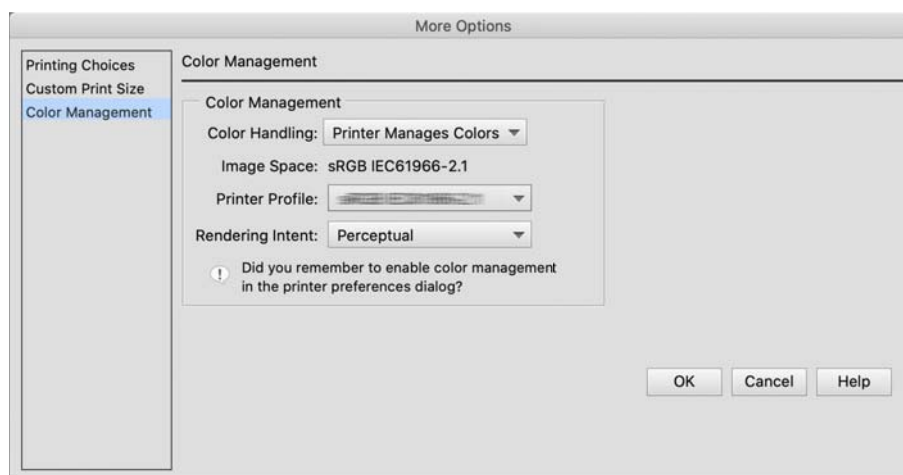 More Options
Printing Choices
Custom Print Size
Color Management
Color Management
Color Management
Color Handling: Printer Manages Colors
Image Space: sRGB IEC61966-2.1
Printer Profile:
Rendering Intent: Perceptual
! Did you remember to enable color management
in the printer preferences dialog?
OK Cancel Help